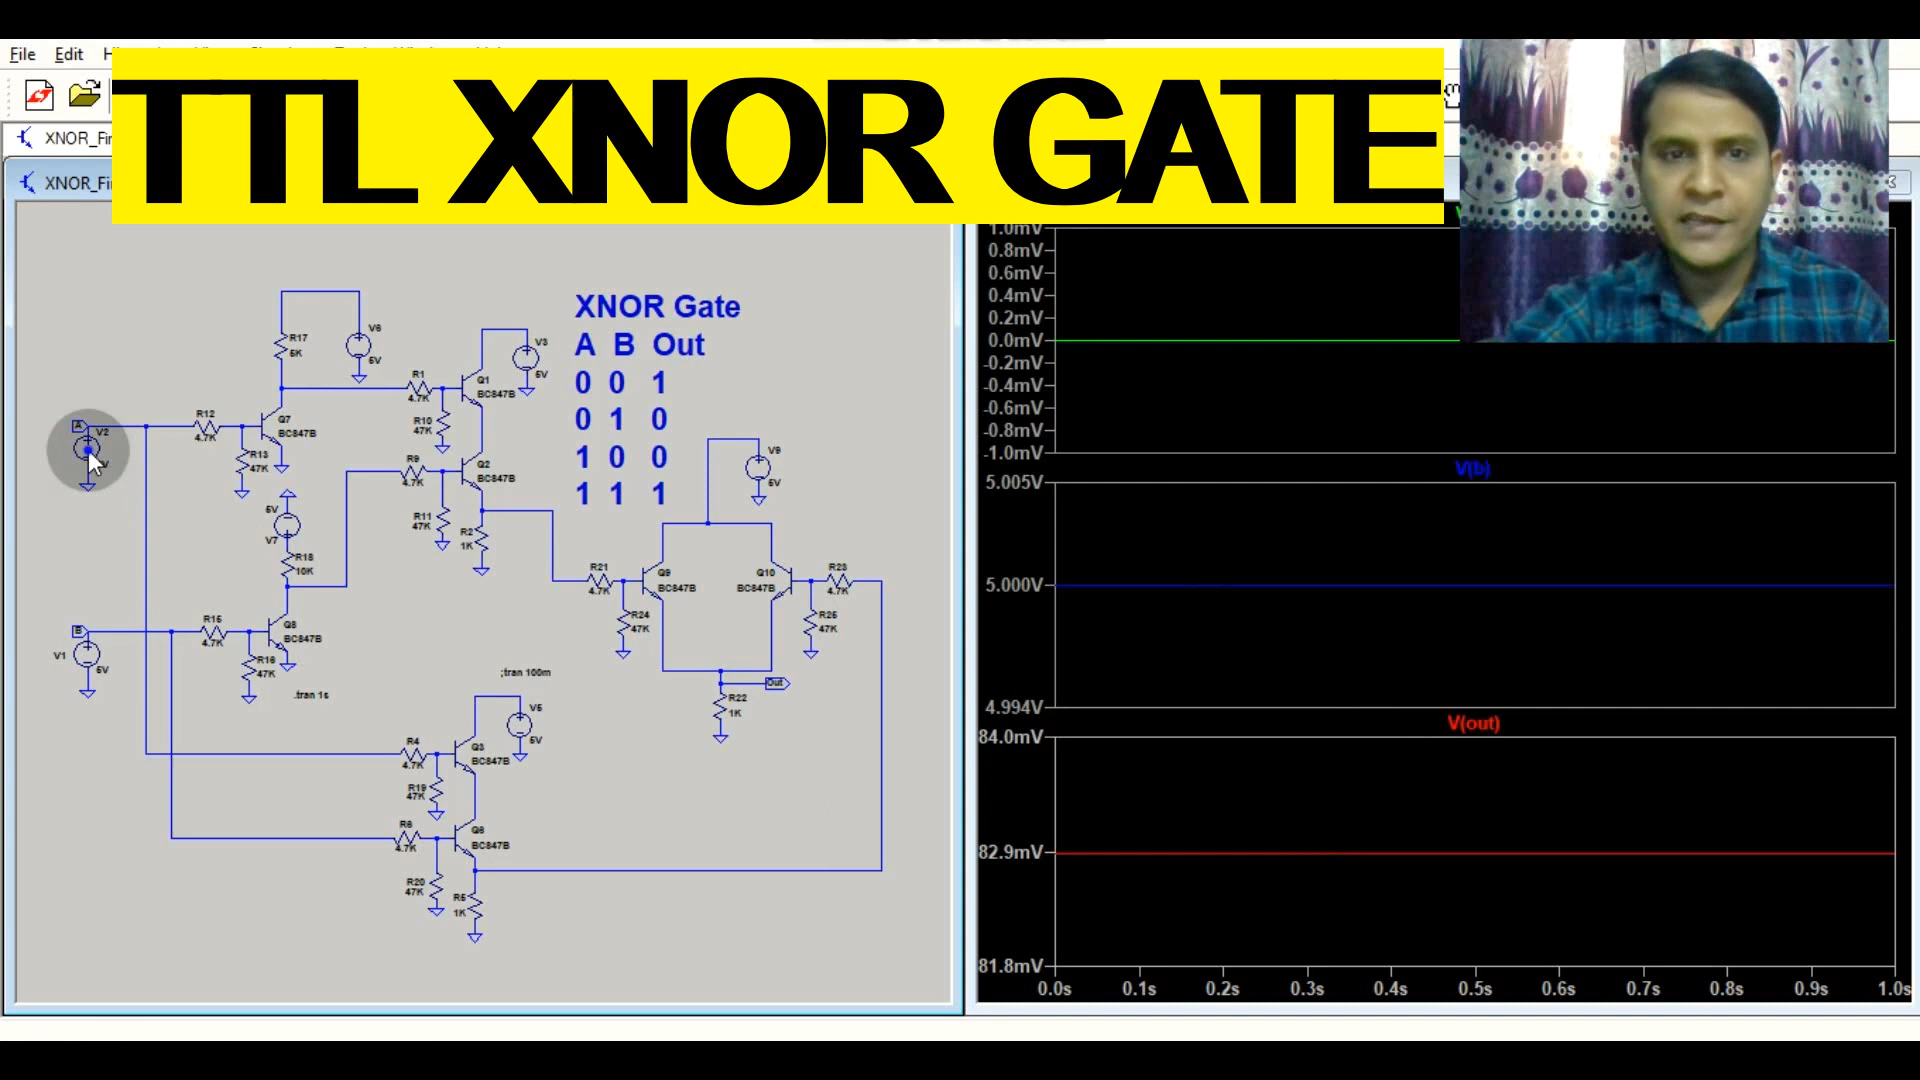 File Edit
TTL XNOR GATE
XNOR_Fi
XNOR_Fi
XNOR Gate
A B Out
0 0 1
0 1 0
1 0 0
1 1 1
R17
5K
V6
5V
R1
4.7K
Q1
BC847B
V3
5V
A
V2
R12
4.7K
Q7
BC847B
R10
47K
R13
47K
R9
4.7K
Q2
BC847B
V9
5V
5V
V7
R11
47K
R2
1K
R18
10K
R21
4.7K
Q9
BC847B
Q10
BC847B
R23
4.7K
B
V1
5V
R15
4.7K
Q8
BC847B
R24
47K
R25
47K
R16
47K
.tran 1s
;tran 100m
Out
R22
1K
V5
5V
R4
4.7K
Q3
BC847B
R19
47K
R6
4.7K
Q6
BC847B
R20
47K
R5
1K
1.0mV
0.8mV
0.6mV
0.4mV
0.2mV
0.0mV
-0.2mV
-0.4mV
-0.6mV
-0.8mV
-1.0mV
V(b)
5.005V
5.000V
4.994V
V(out)
84.0mV
82.9mV
81.8mV
0.0s 0.1s 0.2s 0.3s 0.4s 0.5s 0.6s 0.7s 0.8s 0.9s 1.0s